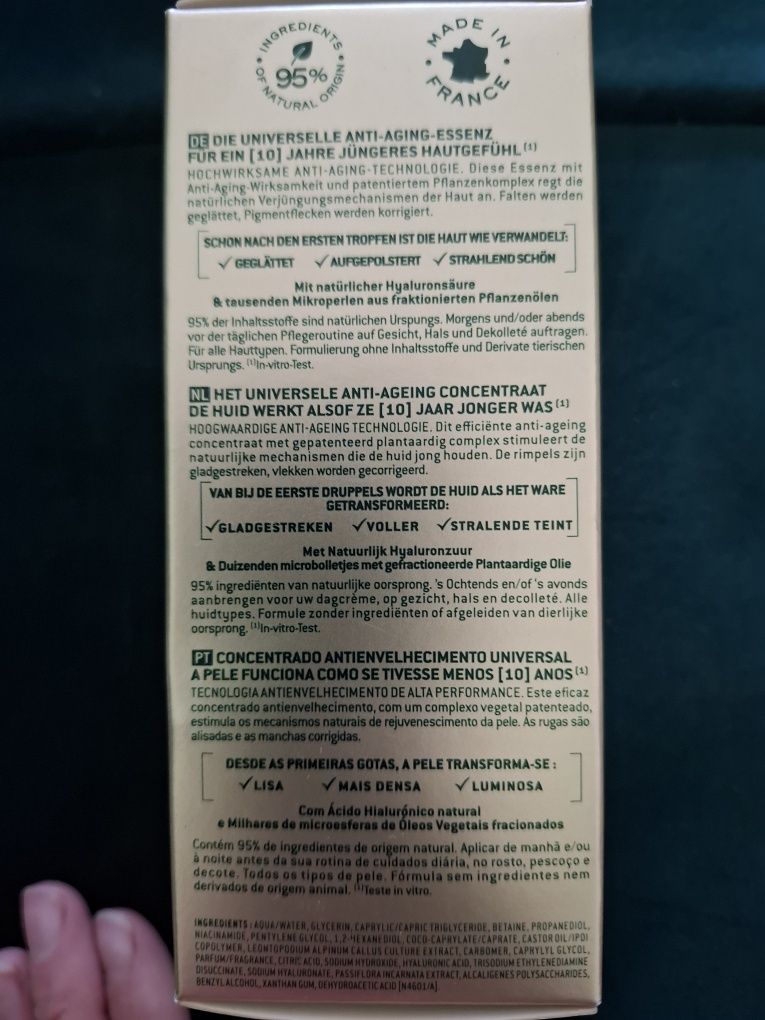 INGREDIENTS
95%
OF NATURAL ORIGIN
MADE IN
FRANCE
DE DIE UNIVERSELLE ANTI-AGING-ESSENZ
FÜR EIN [10] JAHRE JÜNGERES HAUTGEFÜHL (1)
HOCHWIRKSAME ANTI-AGING-TECHNOLOGIE. Diese Essenz mit
Anti-Aging-Wirksamkeit und patentiertem Pflanzenkomplex regt die
natürlichen Verjüngungsmechanismen der Haut an. Falten werden
geglättet, Pigmentflecken werden korrigiert.
SCHON NACH DEN ERSTEN TROPFEN IST DIE HAUT WIE VERWANDELT:
✓ GEGLÄTTET ✓ AUFGEPOLSTERT ✓ STRAHLEND SCHÖN
Mit natürlicher Hyaluronsäure
& tausenden Mikroperlen aus fraktionierten Pflanzenölen
95% der Inhaltsstoffe sind natürlichen Urspungs. Morgens und/oder abends
vor der täglichen Pflegeroutine auf Gesicht, Hals und Dekolleté auftragen.
Für alle Hauttypen. Formulierung ohne Inhaltsstoffe und Derivate tierischen
Ursprungs. (1)In-vitro-Test.
NL HET UNIVERSELE ANTI-AGEING CONCENTRAAT
DE HUID WERKT ALSOF ZE [10] JAAR JONGER WAS (1)
HOOGWAARDIGE ANTI-AGEING TECHNOLOGIE. Dit efficiënte anti-ageing
concentraat met gepatenteerd plantaardig complex stimuleert de
natuurlijke mechanismen die de huid jong houden. De rimpels zijn
gladgestreken, vlekken worden gecorrigeerd.
VAN BIJ DE EERSTE DRUPPELS WORDT DE HUID ALS HET WARE
GETRANSFORMEERD:
✓GLADGESTREKEN ✓VOLLER ✓STRALENDE TEINT
Met Natuurlijk Hyaluronzuur
& Duizenden microbolletjes met gefractioneerde Plantaardige Olie
95% ingrediënten van natuurlijke oorsprong. 's Ochtends en/of 's avonds
aanbrengen voor uw dagcrème, op gezicht, hals en decolleté. Alle
huidtypes. Formule zonder ingrediënten of afgeleiden van dierlijke
oorsprong. (1)In-vitro-Test.
PT CONCENTRADO ANTIENVELHECIMENTO UNIVERSAL
A PELE FUNCIONA COMO SE TIVESSE MENOS [10] ANOS (1)
TECNOLOGIA ANTIENVELHECIMENTO DE ALTA PERFORMANCE. Este eficaz
concentrado antienvelhecimento, com um complexo vegetal patenteado,
estimula os mecanismos naturais de rejuvenescimento da pele. As rugas são
alisadas e as manchas corrigidas.
DESDE AS PRIMEIRAS GOTAS, A PELE TRANSFORMA-SE :
✓ LISA ✓ MAIS DENSA ✓ LUMINOSA
Com Ácido Hialurónico natural
e Milhares de microesferas de Óleos Vegetais fracionados
Contém 95% de ingredientes de origem natural. Aplicar de manhã e/ou
à noite antes da sua rotina de cuidados diária, no rosto, pescoço e
decote. Todos os tipos de pele. Fórmula sem ingredientes nem
derivados de origem animal. (1)Teste in vitro.
INGREDIENTS : AQUA/WATER, GLYCERIN, CAPRYLIC/CAPRIC TRIGLYCERIDE, BETAINE, PROPANEDIOL,
NIACINAMIDE, PENTYLENE GLYCOL, 1,2-HEXANEDIOL, COCO-CAPRYLATE/CAPRATE, CASTOR OIL/IPDI
COPOLYMER, LEONTOPODIUM ALPINUM CALLUS CULTURE EXTRACT, CARBOMER, CAPRYLYL GLYCOL,
PARFUM/FRAGRANCE, CITRIC ACID, SODIUM HYDROXIDE, HYALURONIC ACID, TRISODIUM ETHYLENEDIAMINE
DISUCCINATE, SODIUM HYALURONATE, PASSIFLORA INCARNATA EXTRACT, ALCALIGENES POLYSACCHARIDES,
BENZYL ALCOHOL, XANTHAN GUM, DEHYDROACETIC ACID [N4601/A].